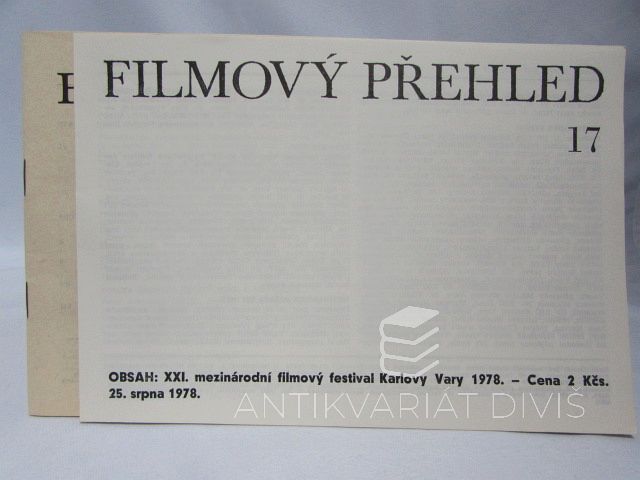 FILMOVÝ PŘEHLED
17
OBSAH: XXI. mezinárodní filmový festival Karlovy Vary 1978. – Cena 2 Kčs.
25. srpna 1978.
ANTIKVARIÁT DIVIŠ